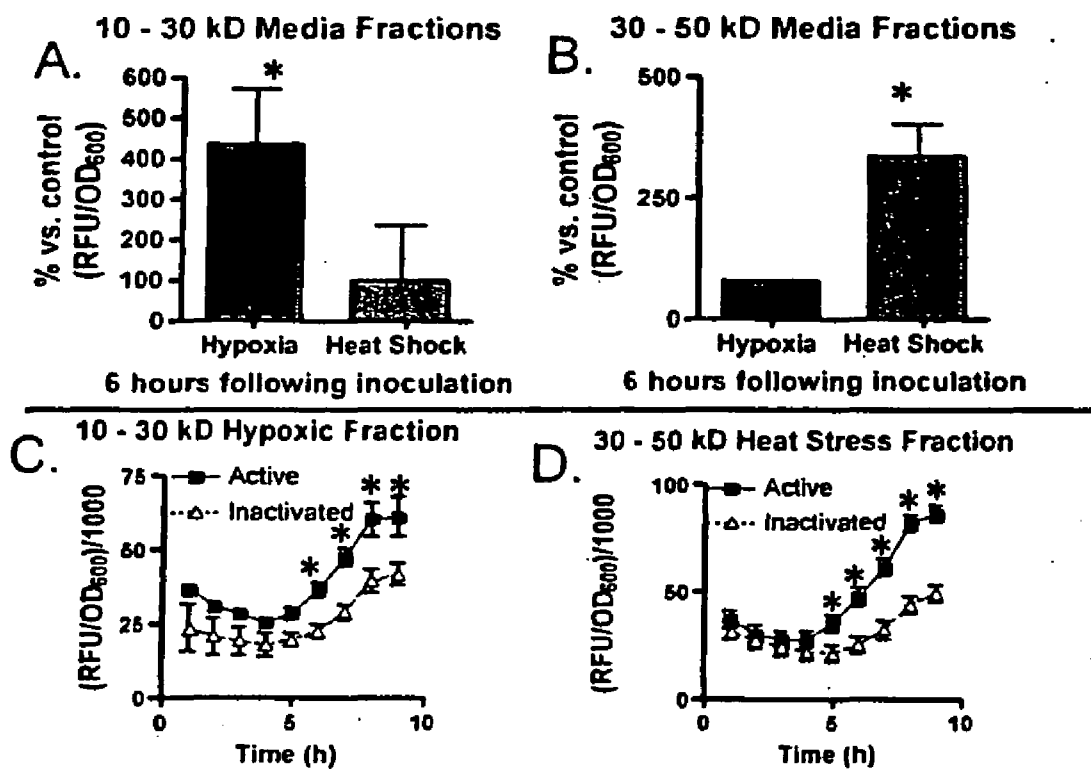 A.
10 - 30 kD Media Fractions
% vs. control
(RFU/OD600)
600
500
400
300
200
100
0
*
Hypoxia Heat Shock
6 hours following inoculation
B.
30 - 50 kD Media Fractions
% vs. control
(RFU/OD600)
500
250
0
*
Hypoxia Heat Shock
6 hours following inoculation
C.
10 - 30 kD Hypoxic Fraction
(RFU/OD600)/1000
75
50
25
0
Active
Inactivated
* * * *
0 5 10
Time (h)
D.
30 - 50 kD Heat Stress Fraction
(RFU/OD600)/1000
100
50
0
Active
Inactivated
* * * * *
0 5 10
Time (h)